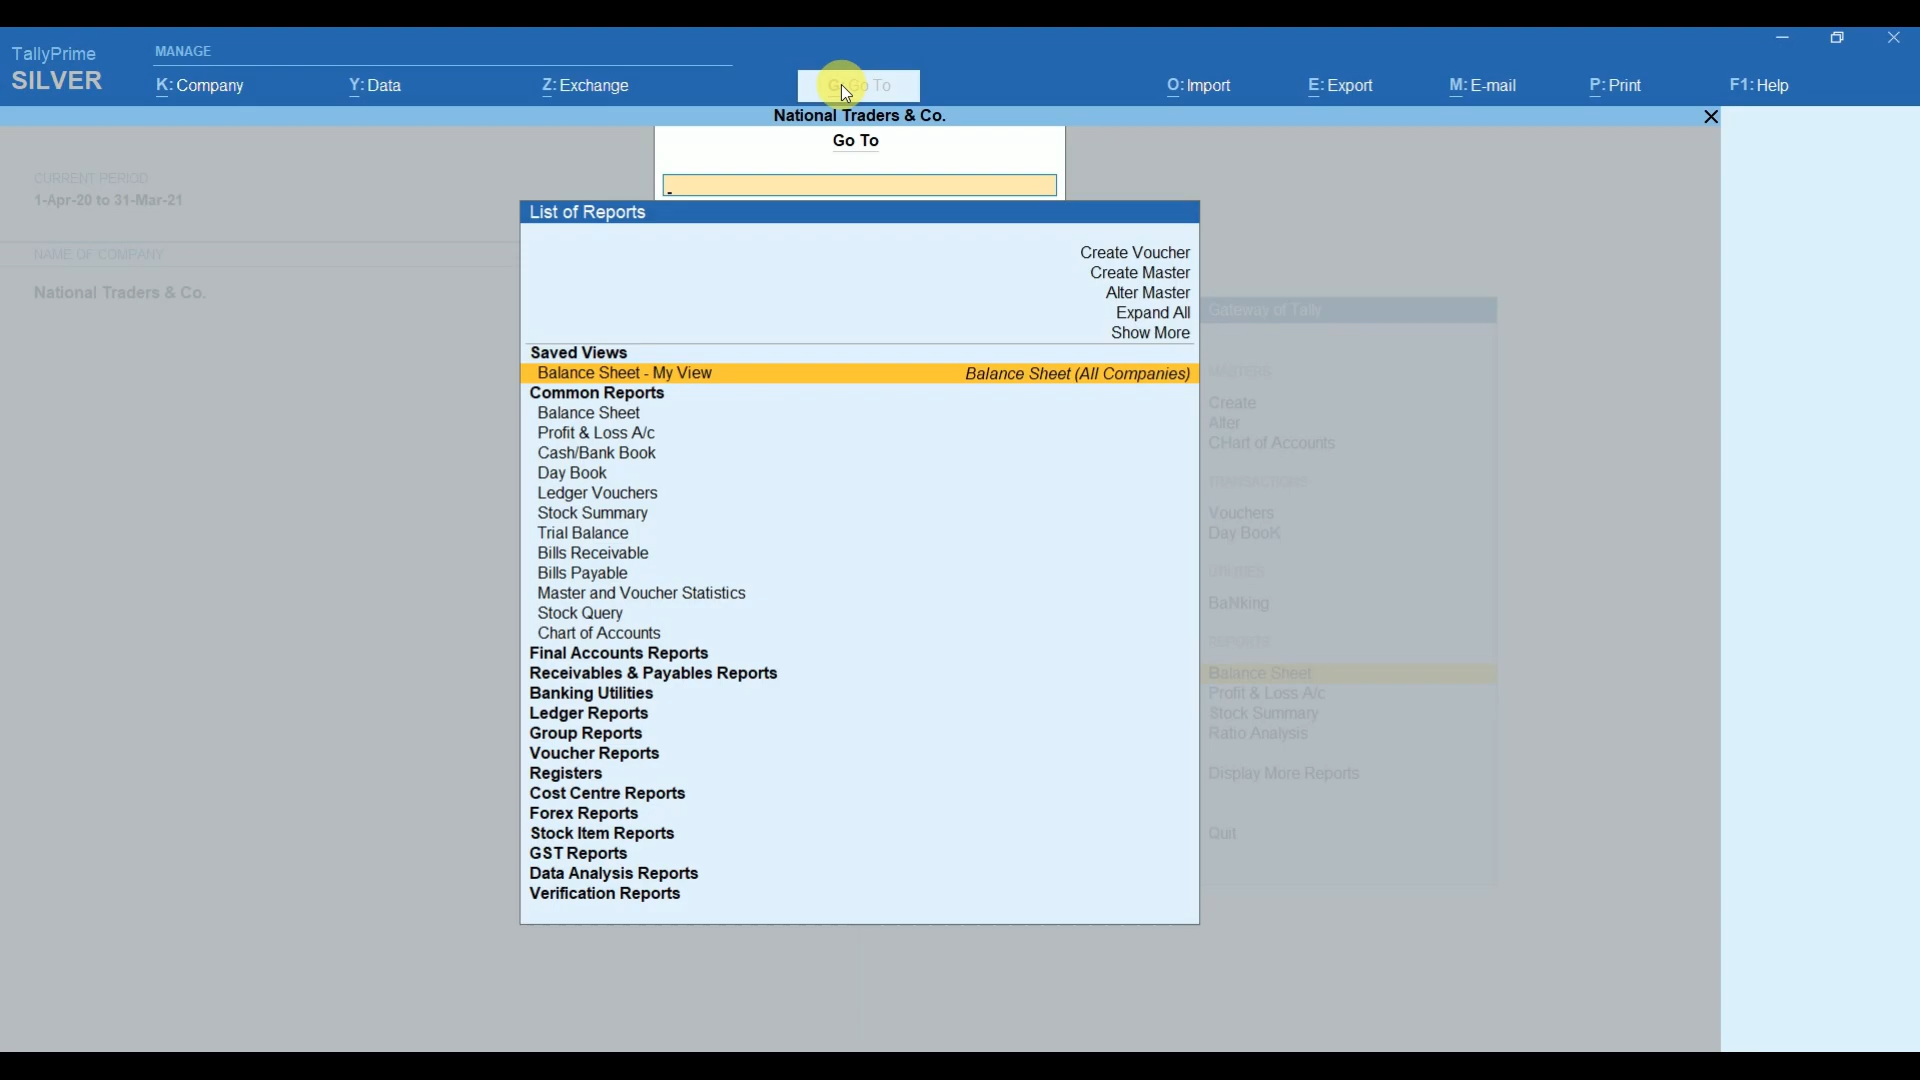 TallyPrime
SILVER
MANAGE
K: Company
Y: Data
Z: Exchange
G: Go To
O: Import
E: Export
M: E-mail
P: Print
F1: Help
National Traders & Co.
Go To
CURRENT PERIOD
1-Apr-20 to 31-Mar-21
NAME OF COMPANY
National Traders & Co.
List of Reports
Create Voucher
Create Master
Alter Master
Expand All
Show More
Saved Views
Balance Sheet - My View
Balance Sheet (All Companies)
Common Reports
Balance Sheet
Profit & Loss A/c
Cash/Bank Book
Day Book
Ledger Vouchers
Stock Summary
Trial Balance
Bills Receivable
Bills Payable
Master and Voucher Statistics
Stock Query
Chart of Accounts
Final Accounts Reports
Receivables & Payables Reports
Banking Utilities
Ledger Reports
Group Reports
Voucher Reports
Registers
Cost Centre Reports
Forex Reports
Stock Item Reports
GST Reports
Data Analysis Reports
Verification Reports
Gateway of Tally
MASTERS
Create
Alter
CHart of Accounts
TRANSACTIONS
Vouchers
Day BooK
UTILITIES
BaNking
REPORTS
Balance Sheet
Profit & Loss A/c
Stock Summary
Ratio Analysis
Display More Reports
Quit